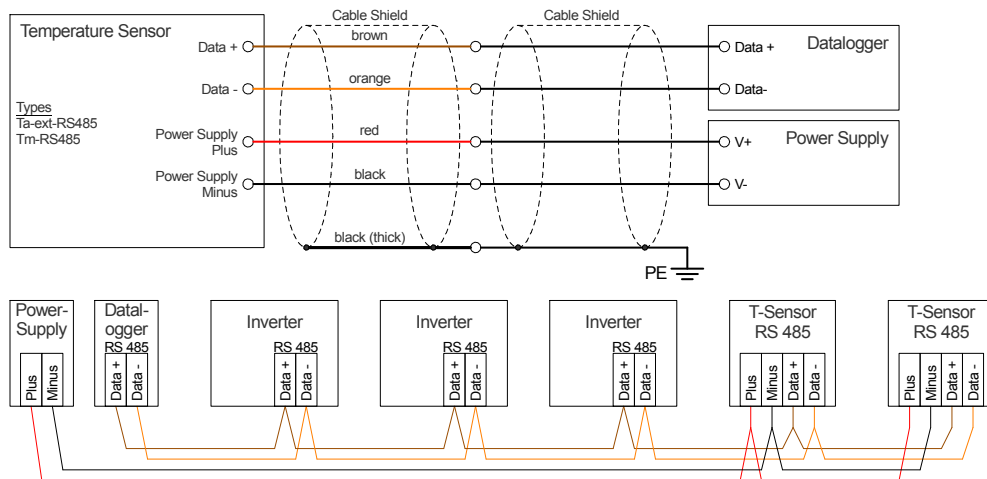 Cable Shield
Cable Shield
Temperature Sensor
brown
Data +
Data +
Datalogger
orange
Data -
Data-
Types
Ta-ext-RS485
Tm-RS485
red
Power Supply
Plus
V+
Power Supply
black
Power Supply
Minus
V-
black (thick)
PE
Power-
Supply
Plus
Minus
Datal-
ogger
RS 485
Data +
Data -
Inverter
RS 485
Data +
Data -
Inverter
RS 485
Data +
Data -
Inverter
RS 485
Data +
Data -
T-Sensor
RS 485
Plus
Minus
Data +
Data -
T-Sensor
RS 485
Plus
Minus
Data +
Data -